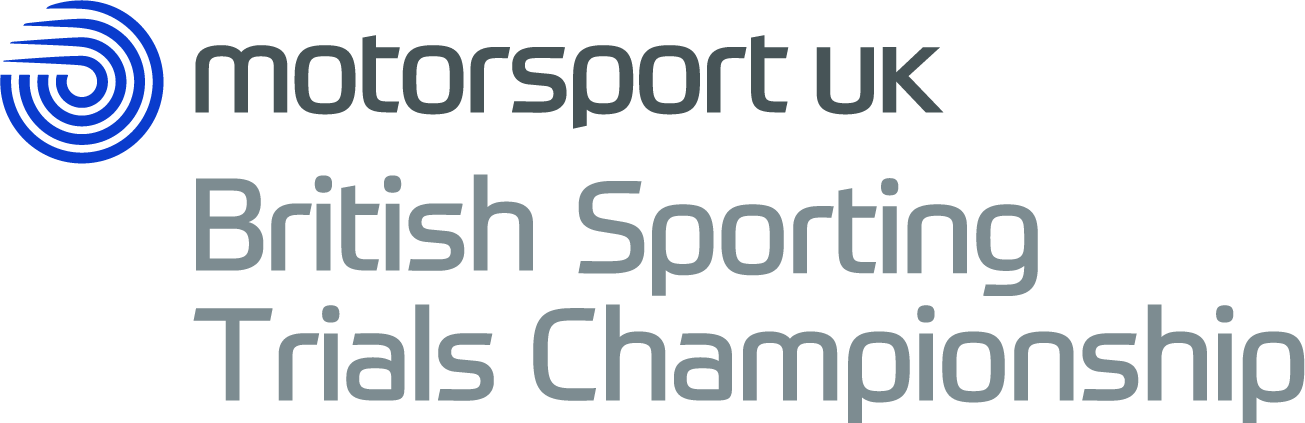 motorsport UK
British Sporting
Trials Championship